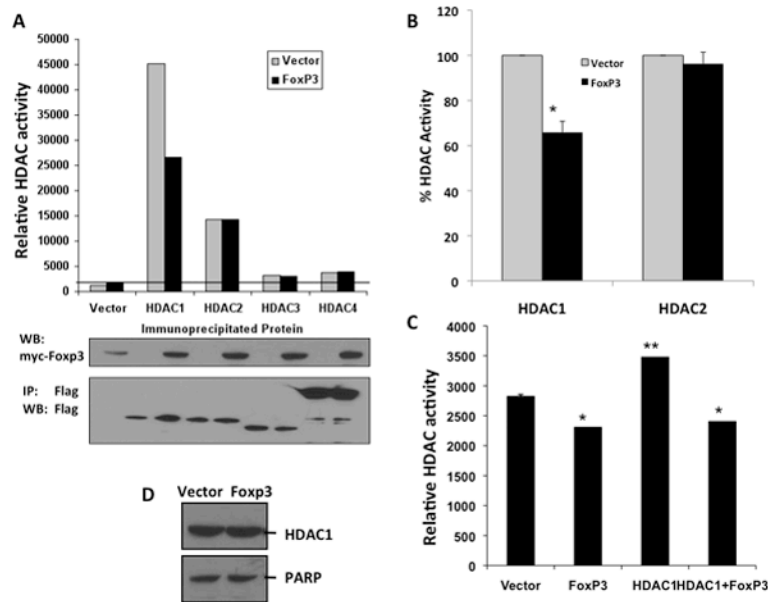 A
Relative HDAC activity
50000
45000
40000
35000
30000
25000
20000
15000
10000
5000
0
Vector
FoxP3
Vector HDAC1 HDAC2 HDAC3 HDAC4
Immunoprecipitated Protein
WB:
myc-Foxp3
IP: Flag
WB: Flag
B
% HDAC Activity
120
100
80
60
40
20
0
Vector
FoxP3
*
HDAC1 HDAC2
C
Relative HDAC activity
4000
3500
3000
2500
2000
1500
1000
500
0
*
**
*
Vector FoxP3 HDAC1 HDAC1+FoxP3
D
Vector Foxp3
HDAC1
PARP